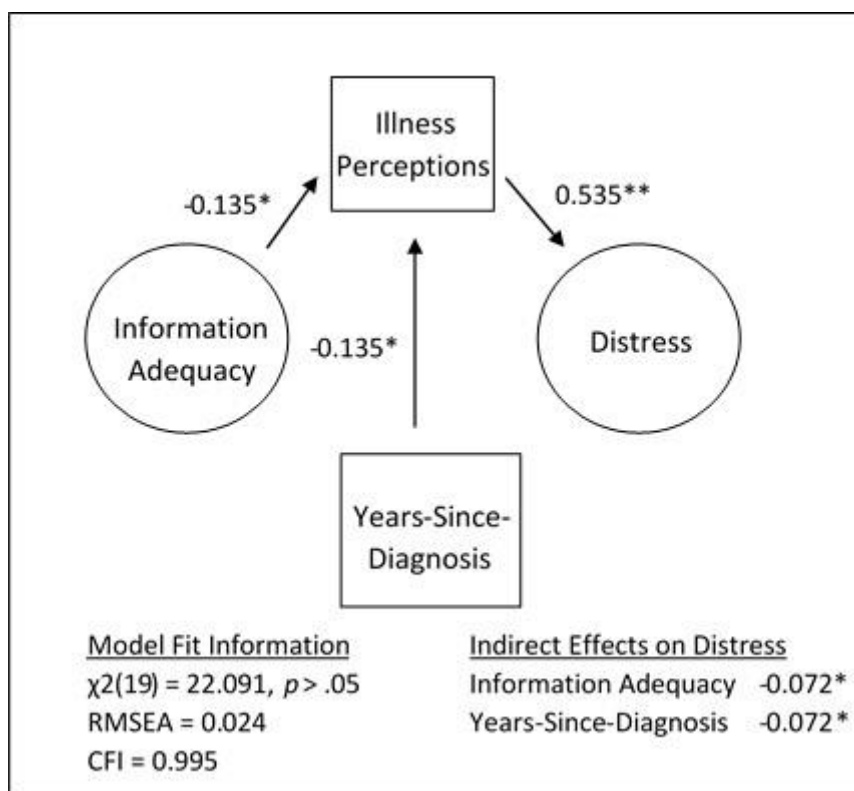 Illness
Perceptions
-0.135*
0.535**
Information
Adequacy
-0.135*
Distress
Years-Since-
Diagnosis
Model Fit Information
χ2(19) = 22.091, p > .05
RMSEA = 0.024
CFI = 0.995
Indirect Effects on Distress
Information Adequacy -0.072*
Years-Since-Diagnosis -0.072*